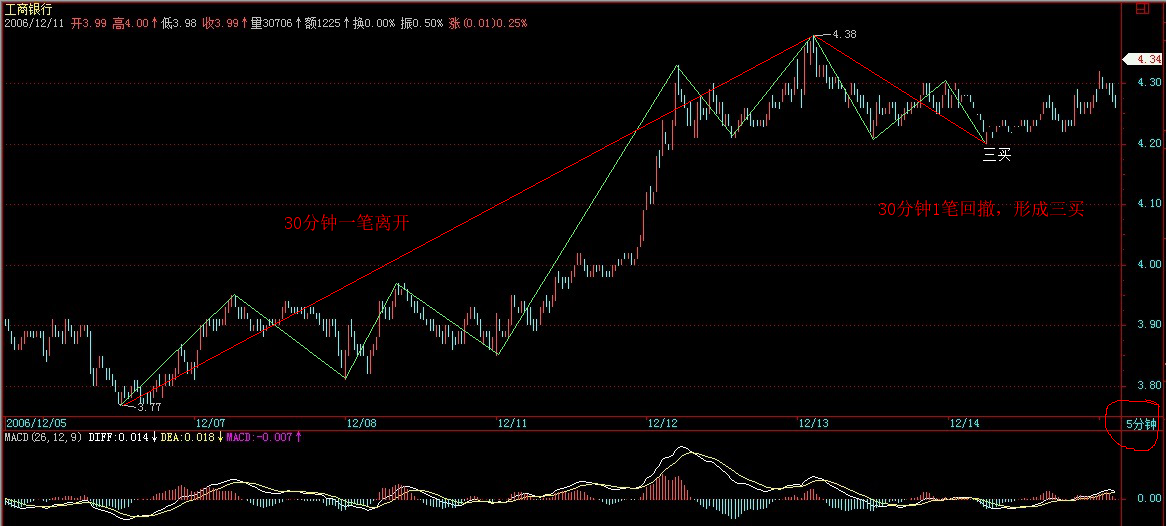 工商银行
2006/12/11 开3.99 高4.00↑低3.98 收3.99↑量30706↑额1225↑换0.00% 振0.50% 涨(0.01)0.25%
4.38
4.34
4.30
4.20
三买
30分钟一笔离开
30分钟1笔回撤，形成三买
4.10
4.00
3.90
3.80
3.77
2006/12/05 12/07 12/08 12/11 12/12 12/13 12/14 5分钟
MACD(26,12,9) DIFF:0.014↓DEA:0.018↓MACD:-0.007↑
0.00